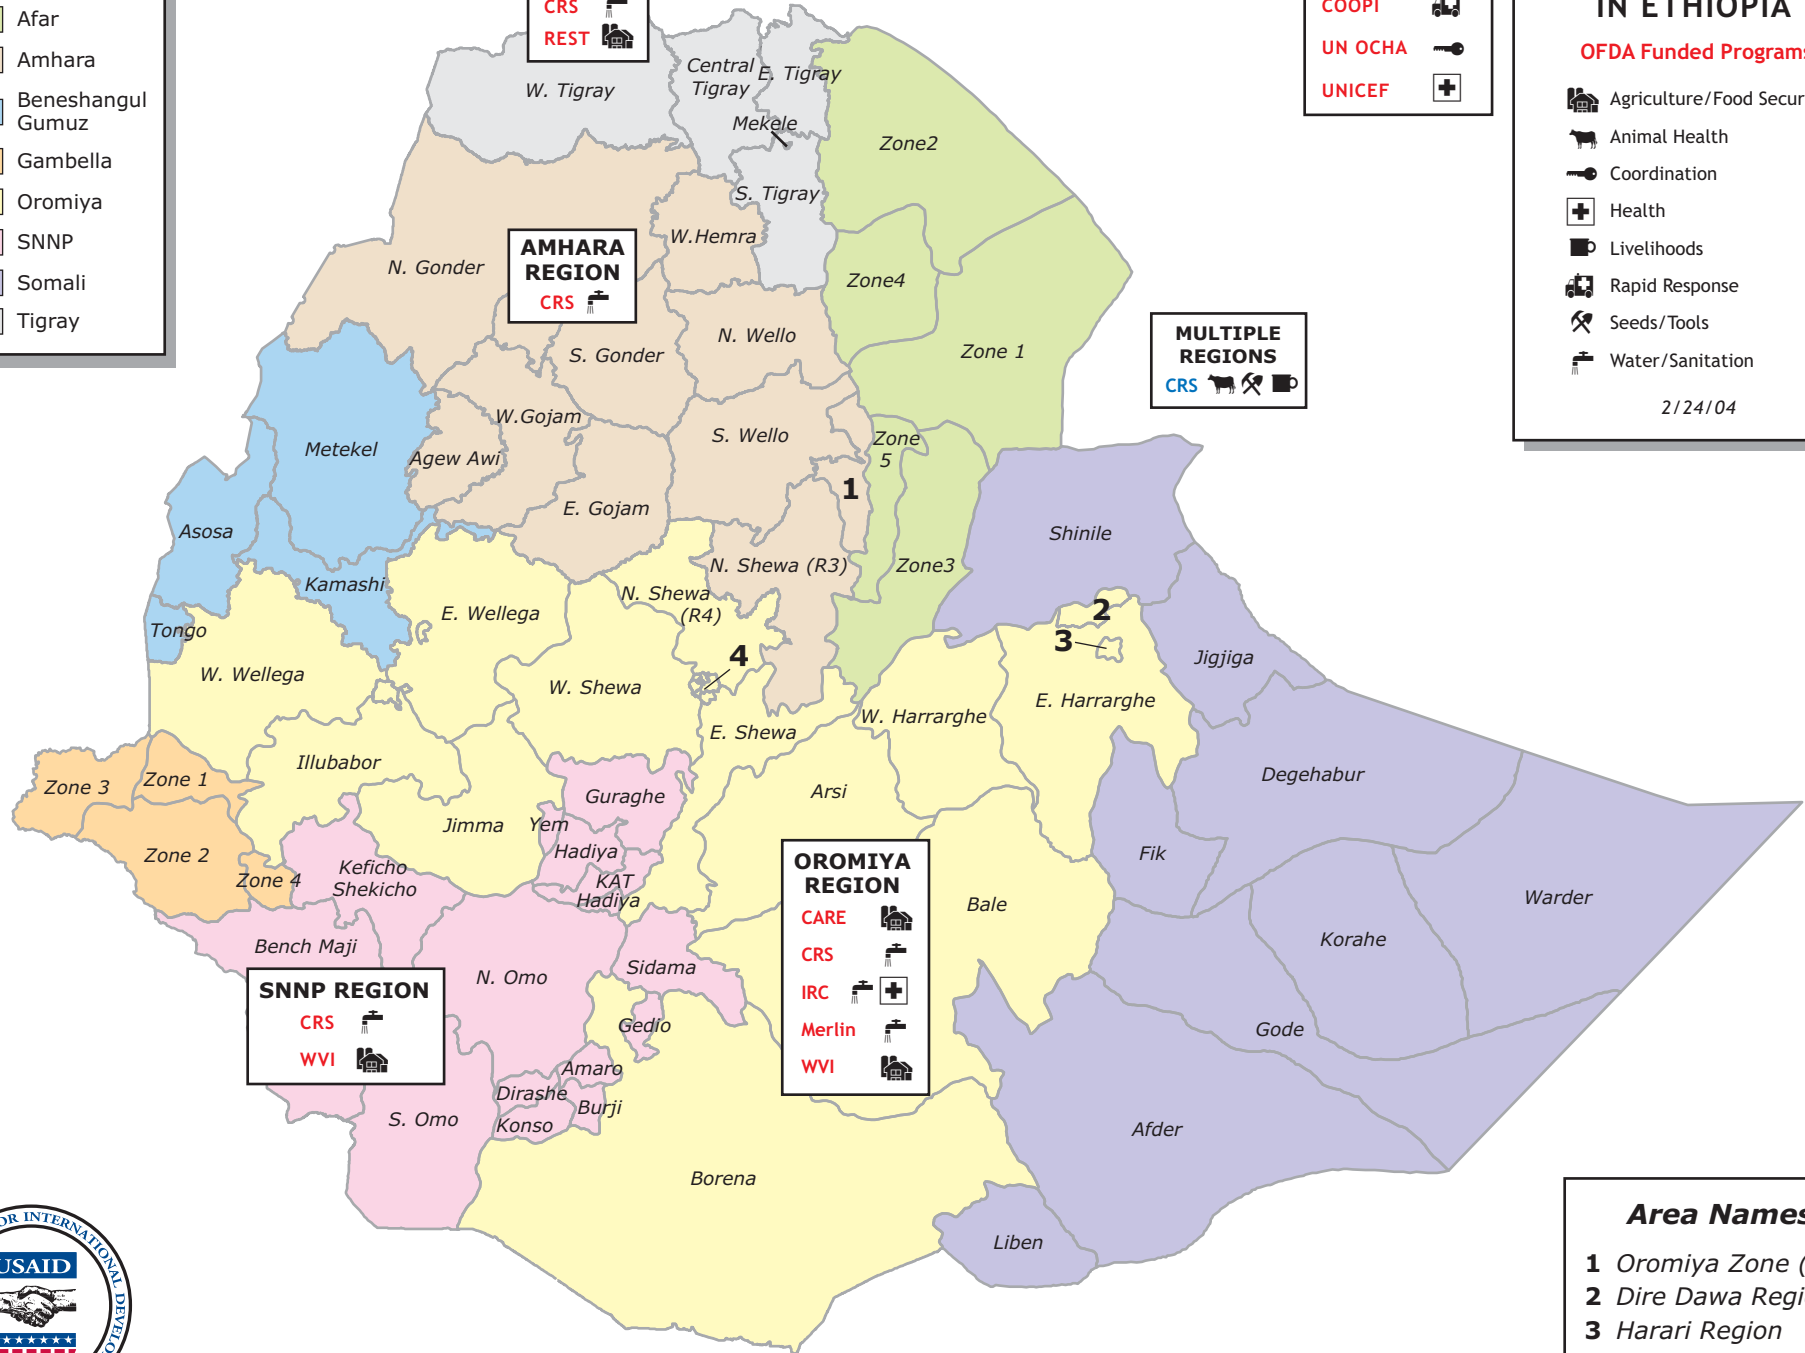 Afar
Amhara
Beneshangul
Gumuz
Gambella
Oromiya
SNNP
Somali
Tigray
CRS
REST
COOPI
UN OCHA
UNICEF
IN ETHIOPIA
OFDA Funded Programs
Agriculture/Food Secur
Animal Health
Coordination
Health
Livelihoods
Rapid Response
Seeds/Tools
Water/Sanitation
2/24/04
W. Tigray
Central
Tigray
E. Tigray
Mekele
S. Tigray
Zone2
W.Hemra
N. Gonder
AMHARA
REGION
CRS
Zone4
N. Wello
S. Gonder
Zone 1
MULTIPLE
REGIONS
CRS
W.Gojam
S. Wello
Zone
5
Metekel
Agew Awi
1
E. Gojam
Asosa
Shinile
N. Shewa (R3)
Zone3
Kamashi
N. Shewa
(R4)
E. Wellega
2
Tongo
3
4
Jigjiga
W. Wellega
W. Shewa
E. Harrarghe
W. Harrarghe
E. Shewa
Illubabor
Degehabur
Zone 1
Zone 3
Arsi
Guraghe
Jimma
Yem
Hadiya
Zone 2
Fik
Keficho
Shekicho
Zone 4
KAT
Hadiya
OROMIYA
REGION
CARE
CRS
IRC
Merlin
WVI
Bale
Warder
Korahe
Bench Maji
Sidama
N. Omo
SNNP REGION
CRS
WVI
Gedio
Gode
Amaro
Dirashe
Burji
Konso
S. Omo
Afder
Borena
Liben
OR INTERNATIONAL DEVELO
USAID
Area Names
1 Oromiya Zone (
2 Dire Dawa Regi
3 Harari Region